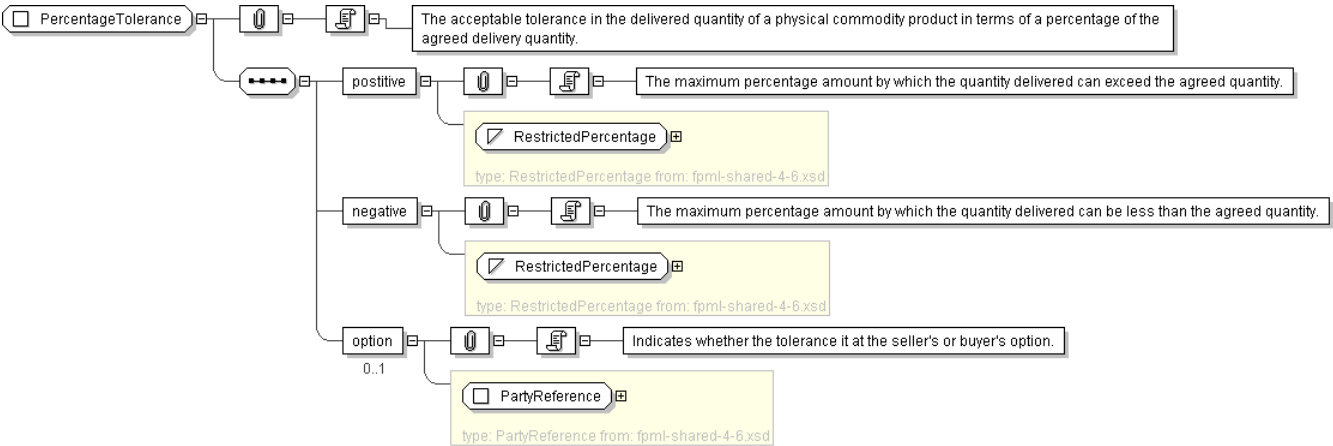 PercentageTolerance
The acceptable tolerance in the delivered quantity of a physical commodity product in terms of a percentage of the
agreed delivery quantity.
postitive
The maximum percentage amount by which the quantity delivered can exceed the agreed quantity.
RestrictedPercentage
type: RestrictedPercentage from: fpml-shared-4-6.xsd
negative
The maximum percentage amount by which the quantity delivered can be less than the agreed quantity.
RestrictedPercentage
type: RestrictedPercentage from: fpml-shared-4-6.xsd
option
Indicates whether the tolerance it at the seller's or buyer's option.
0..1
PartyReference
type: PartyReference from: fpml-shared-4-6.xsd